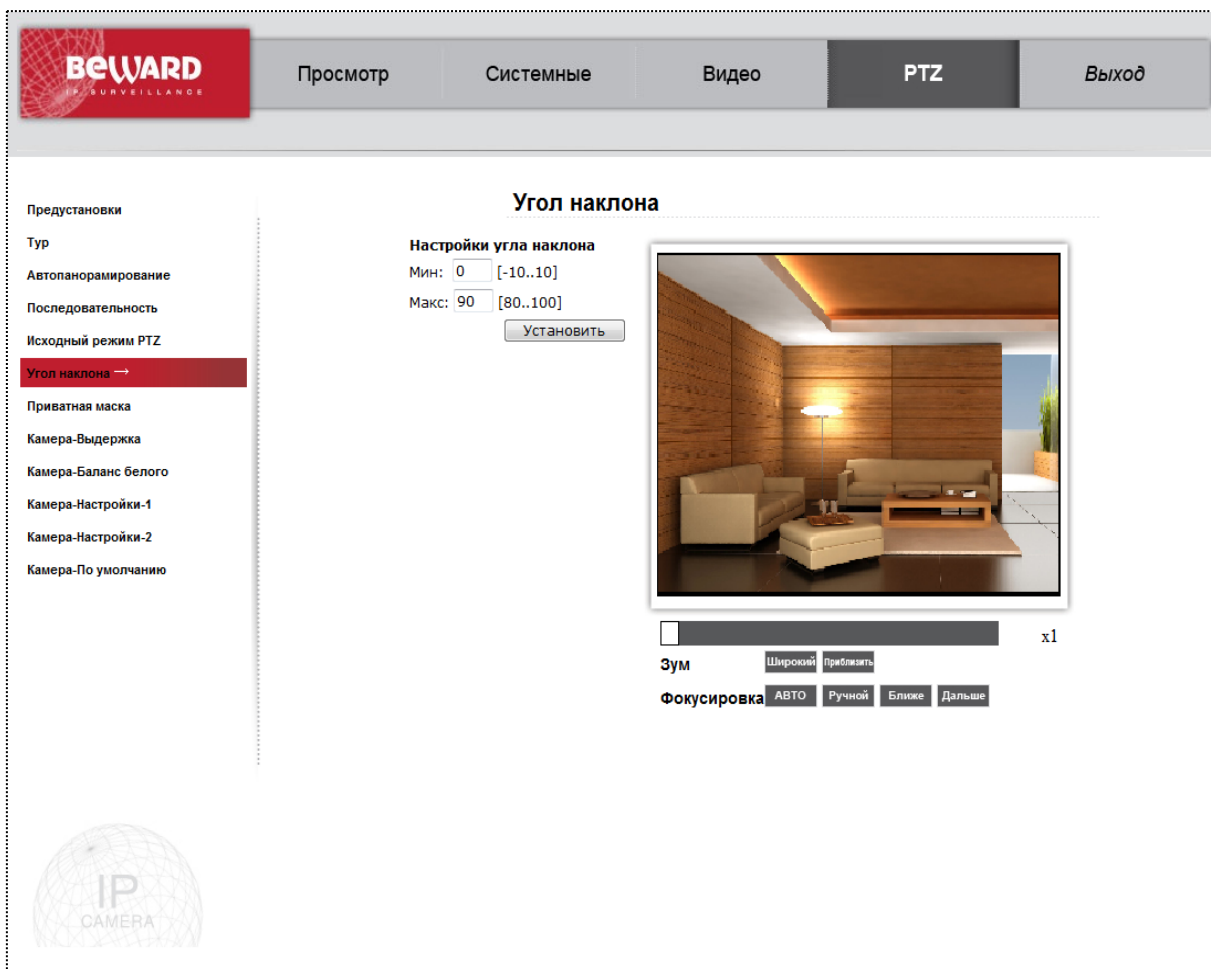 BEWARD
IP SURVEILLANCE
Просмотр
Системные
Видео
PTZ
Выход
Предустановки
Тур
Автопанорамирование
Последовательность
Исходный режим PTZ
Угол наклона →
Приватная маска
Камера-Выдержка
Камера-Баланс белого
Камера-Настройки-1
Камера-Настройки-2
Камера-По умолчанию
Угол наклона
Настройки угла наклона
Мин: 0 [-10..10]
Макс: 90 [80..100]
Установить
x1
Зум Широкий Приблизить
Фокусировка АВТО Ручной Ближе Дальше
IP
CAMERA